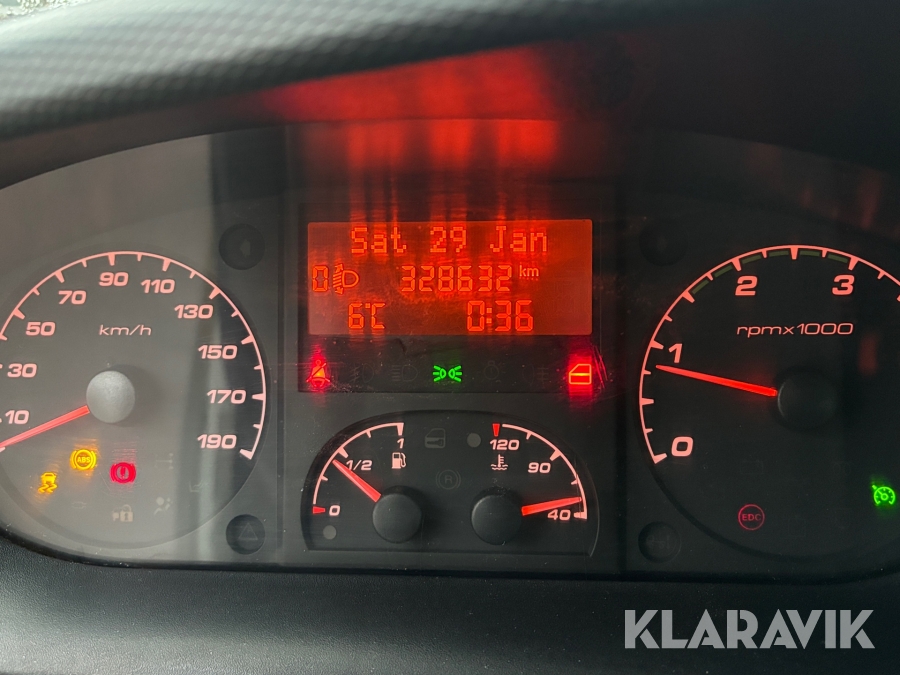 Sat 29 Jan
0 328632 km
6°C 0:36
10 30 50 70 90 110 130 150 170 190
km/h
ABS
0 1/2 1
120 90 40
R
0 1 2 3
rpmx1000
EDC
KLARAVIK